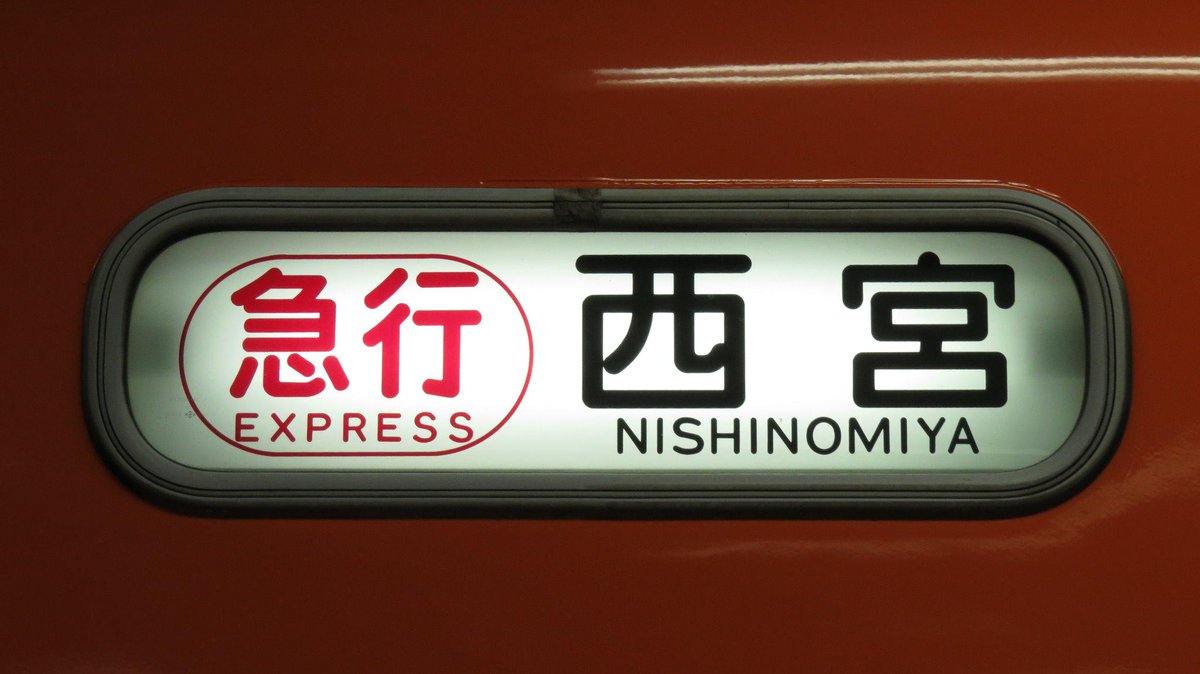 急行 西宮
EXPRESS NISHINOMIYA